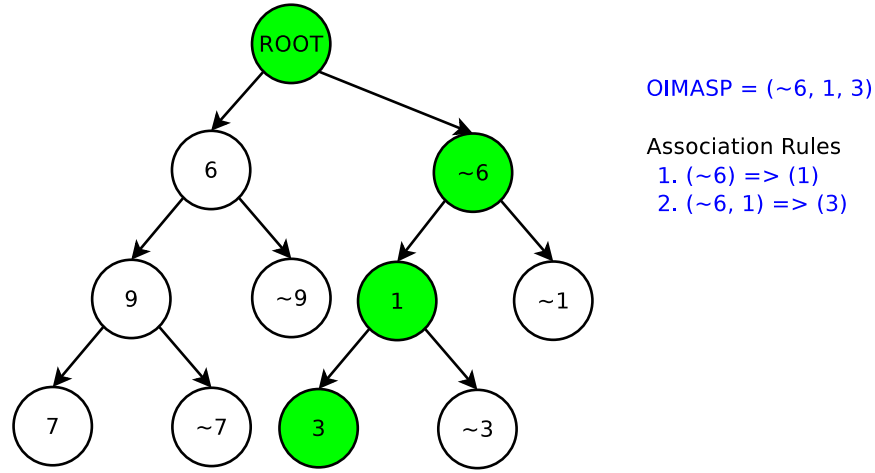 ROOT
OIMASP = (~6, 1, 3)
Association Rules
6
~6
1. (~6) => (1)
2. (~6, 1) => (3)
9
~9
1
~1
7
~7
3
~3